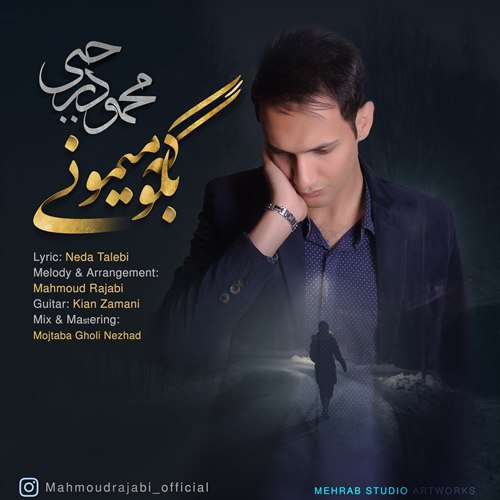 محمود رجبی
بگو میمونی
Lyric: Neda Talebi
Melody & Arrangement:
Mahmoud Rajabi
Guitar: Kian Zamani
Mix & Mastering:
Mojtaba Gholi Nezhad
Mahmoudrajabi_official
MEHRAB STUDIO ARTWORKS